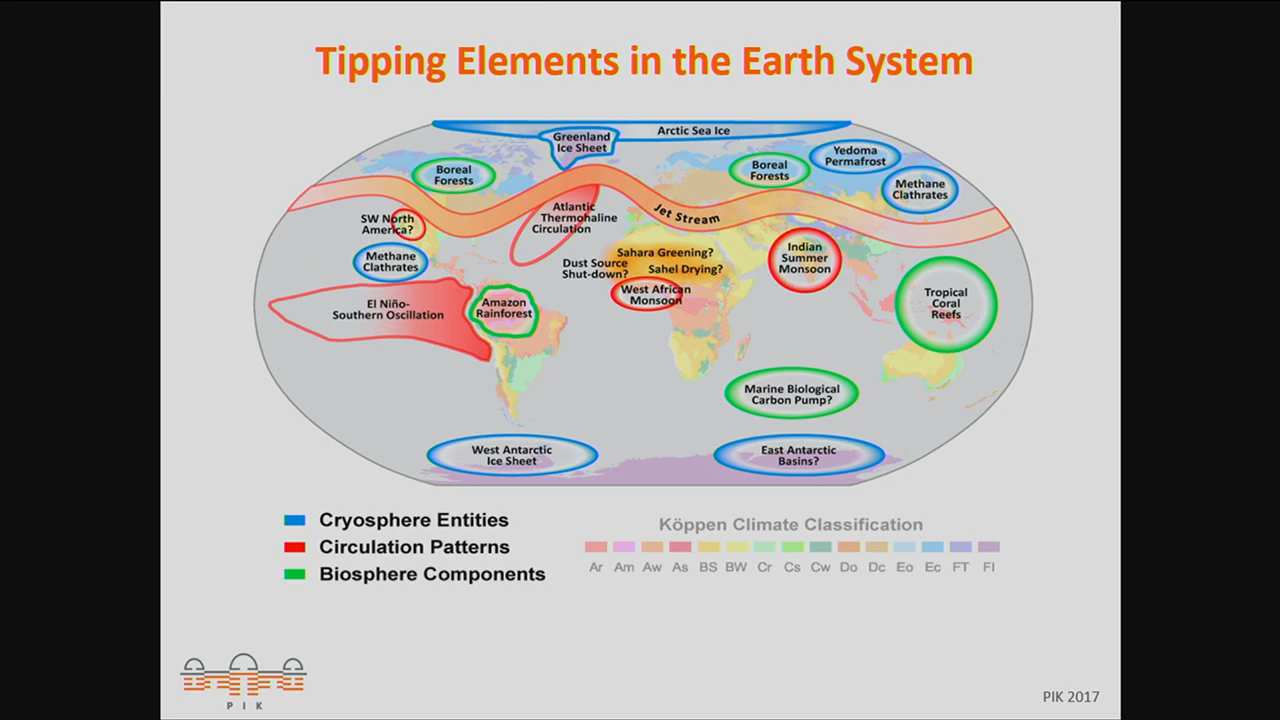 Tipping Elements in the Earth System
Arctic Sea Ice
Greenland
Ice Sheet
Yedoma
Permafrost
Boreal
Forests
Boreal
Forests
Methane
Clathrates
Atlantic
Thermohaline
Circulation
Jet Stream
SW North
America?
Methane
Clathrates
Sahara Greening?
Dust Source
Shut-down?
Sahel Drying?
Indian
Summer
Monsoon
West African
Monsoon
El Niño-
Southern Oscillation
Amazon
Rainforest
Tropical
Coral
Reefs
Marine Biological
Carbon Pump?
West Antarctic
Ice Sheet
East Antarctic
Basins?
Cryosphere Entities
Circulation Patterns
Biosphere Components
Köppen Climate Classification
Ar Am Aw As BS BW Cr Cs Cw Do Dc Eo Ec FT FI
P I K
PIK 2017